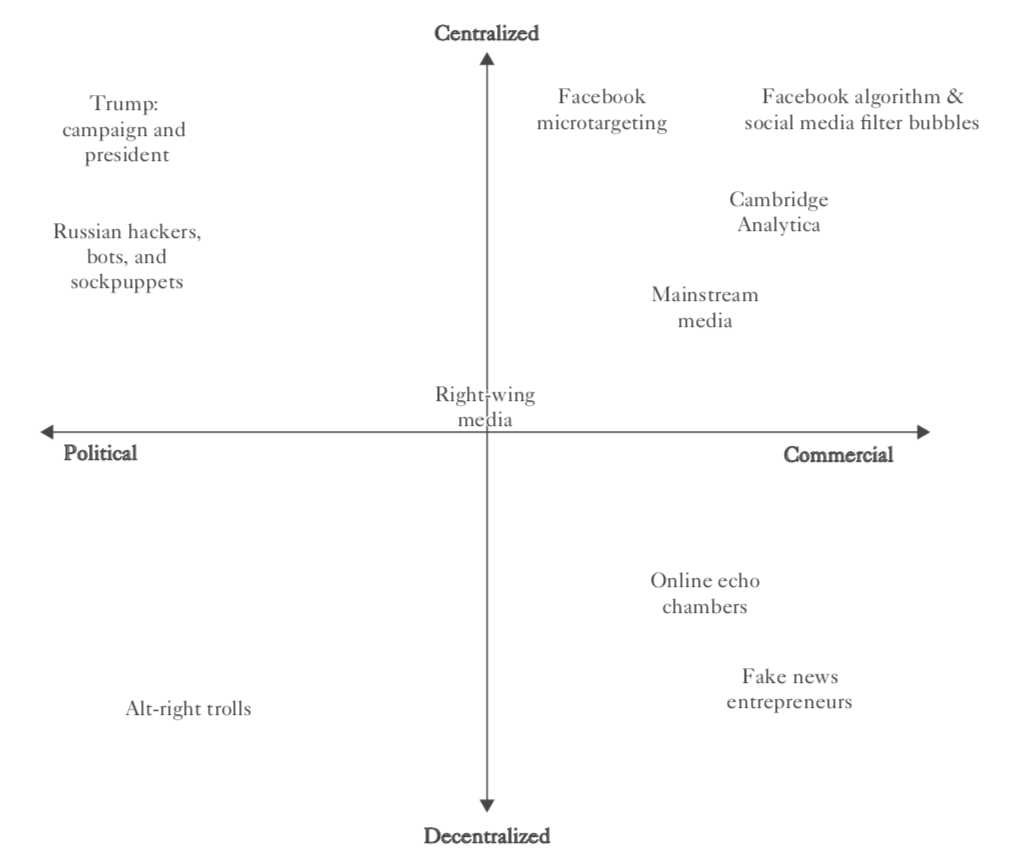 Centralized
Trump:
campaign and
president
Facebook
microtargeting
Facebook algorithm &
social media filter bubbles
Cambridge
Analytica
Russian hackers,
bots, and
sockpuppets
Mainstream
media
Right-wing
media
Political
Commercial
Online echo
chambers
Fake news
entrepreneurs
Alt-right trolls
Decentralized